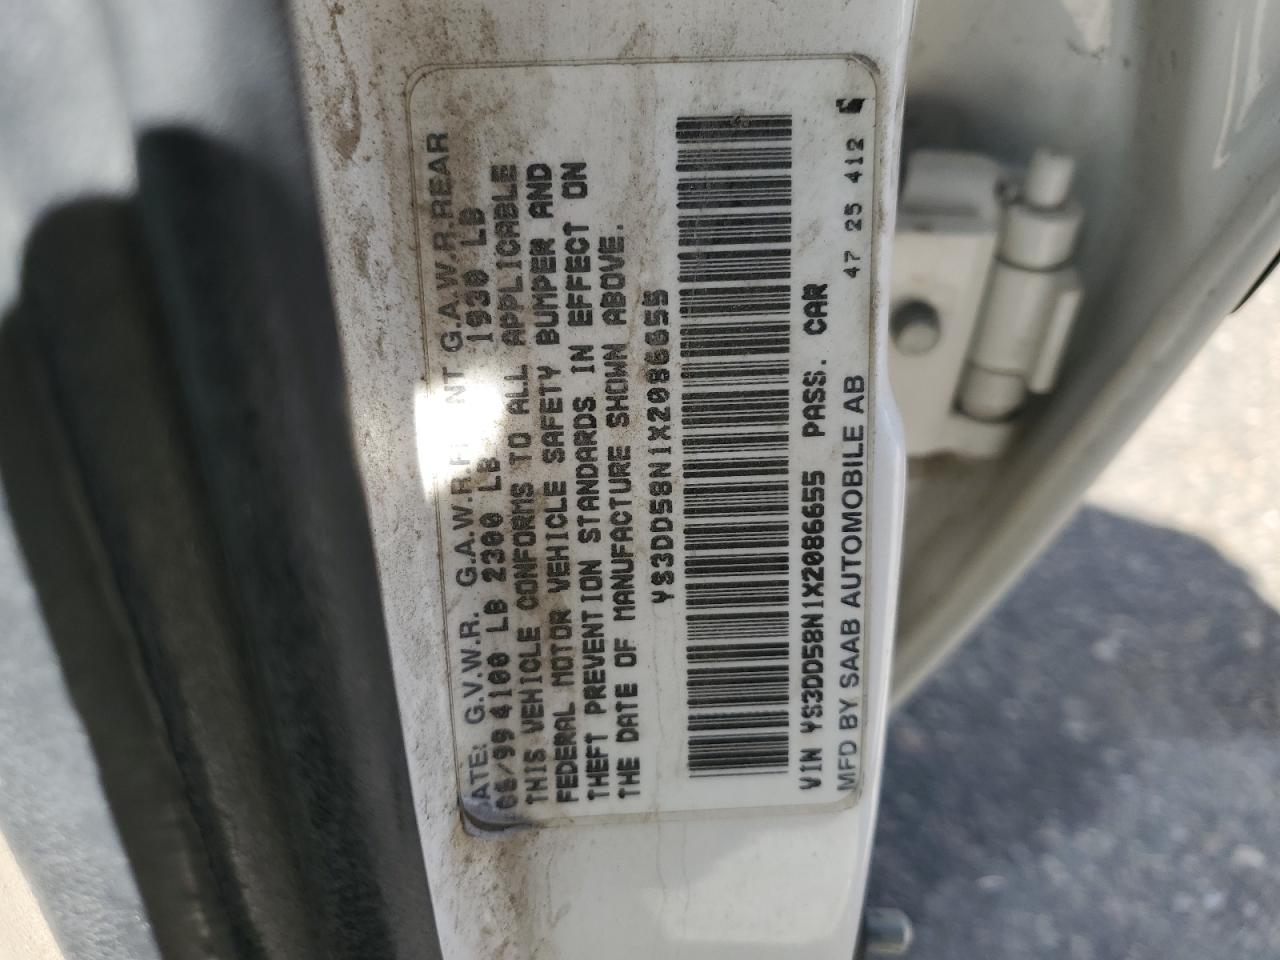 ATE: G.V.W.R. G.A.W.R. NT G.A.W.R.REAR
/99 4100 LB 2300 LB 1930 LB
THIS VEHICLE CONFORMS TO ALL APPLICABLE
FEDERAL MOTOR VEHICLE SAFETY BUMPER AND
THEFT PREVENTION STANDARDS IN EFFECT ON
THE DATE OF MANUFACTURE SHOWN ABOVE.
YS3DD58N1X2086655
VIN YS3DD58N1X2086655 PASS. CAR
MFD BY SAAB AUTOMOBILE AB 47 25 412